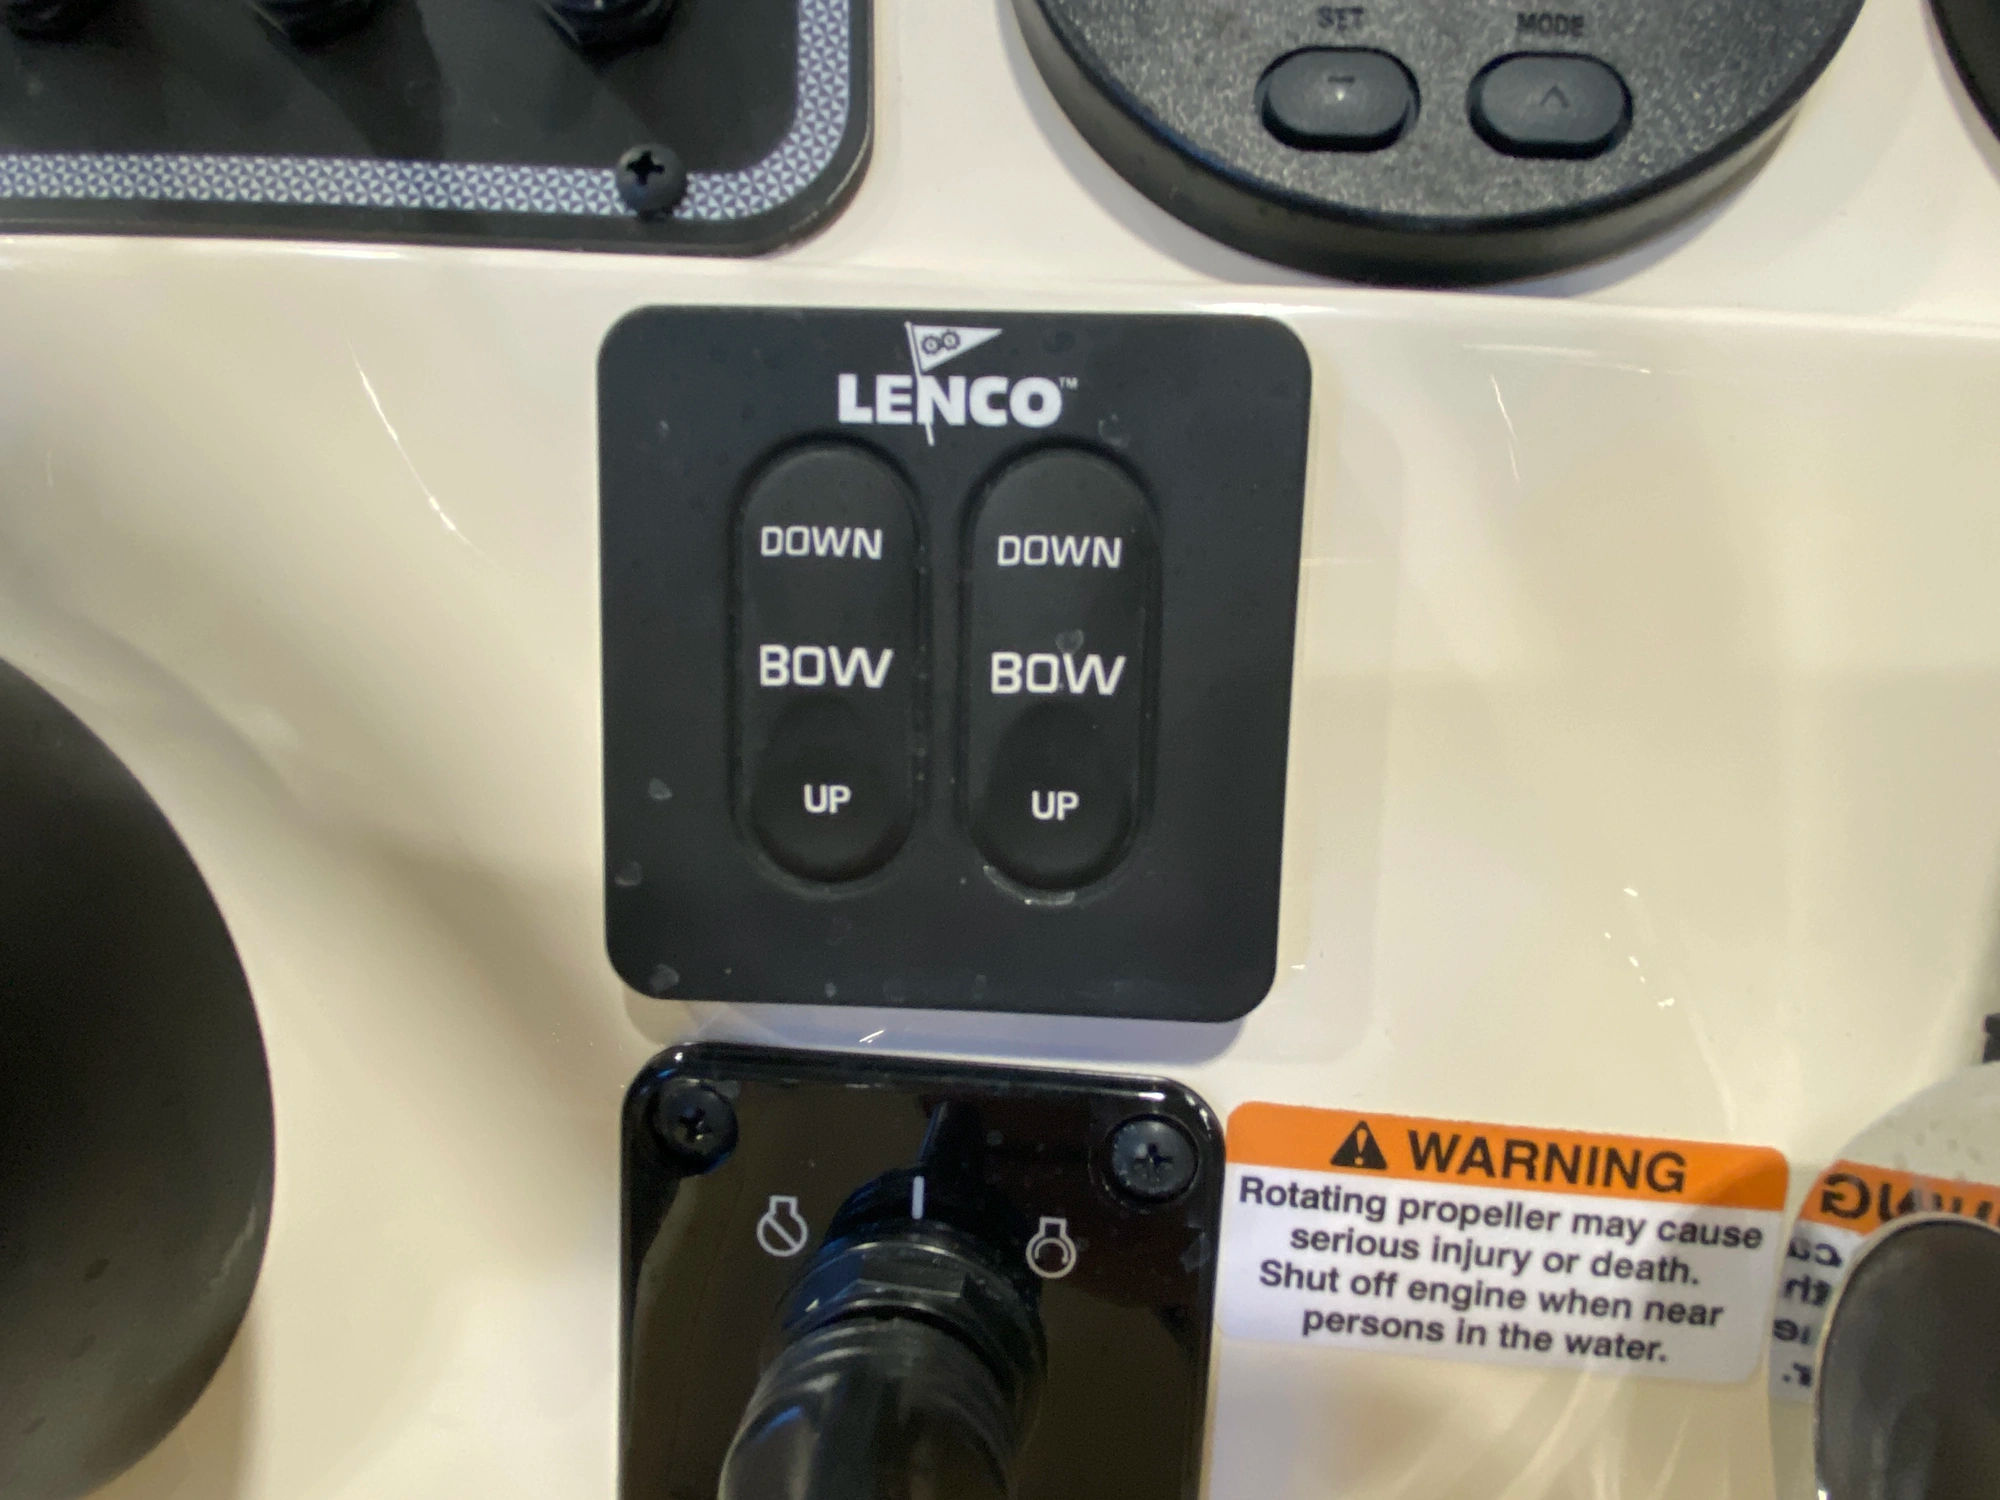 SET MODE
LENCO™
DOWN DOWN
BOW BOW
UP UP
WARNING
Rotating propeller may cause
serious injury or death.
Shut off engine when near
persons in the water.